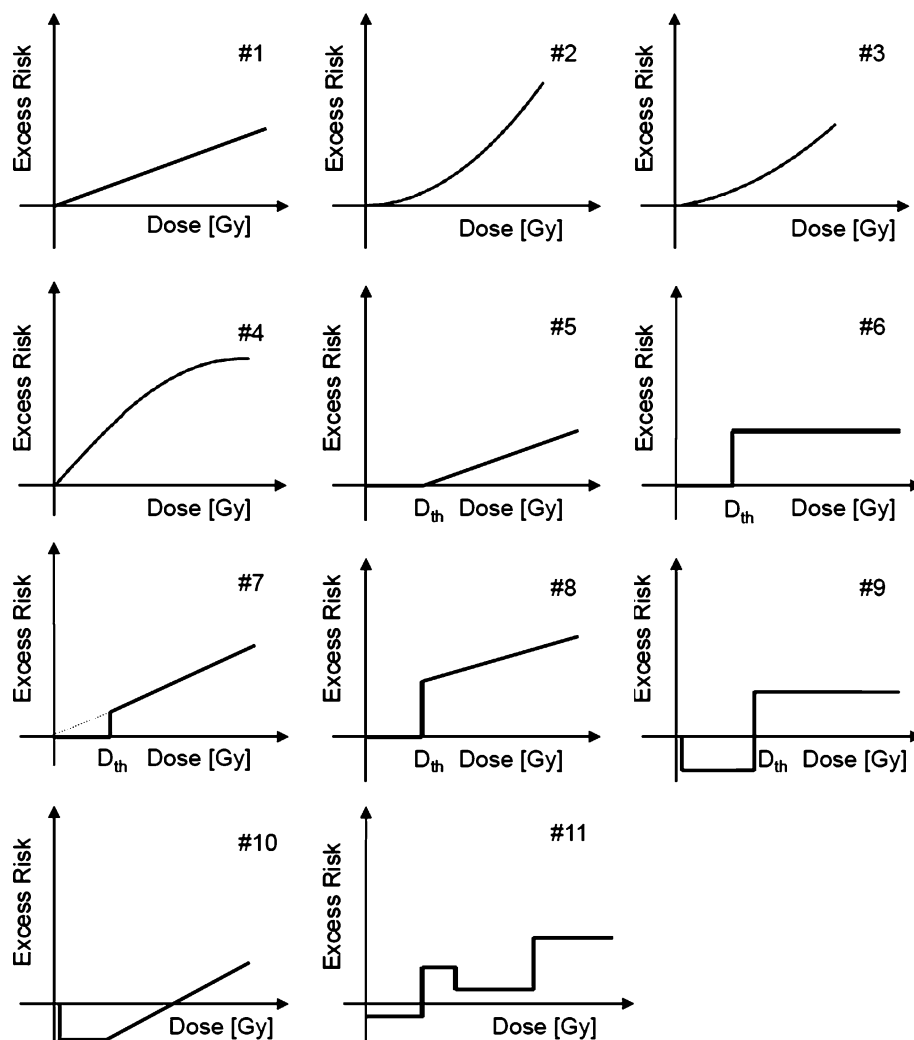 #1
Excess Risk
Dose [Gy]
#2
Excess Risk
Dose [Gy]
#3
Excess Risk
Dose [Gy]
#4
Excess Risk
Dose [Gy]
#5
Excess Risk
Dth Dose [Gy]
#6
Excess Risk
Dth Dose [Gy]
#7
Excess Risk
Dth Dose [Gy]
#8
Excess Risk
Dth Dose [Gy]
#9
Excess Risk
Dth Dose [Gy]
#10
Excess Risk
Dose [Gy]
#11
Excess Risk
Dose [Gy]